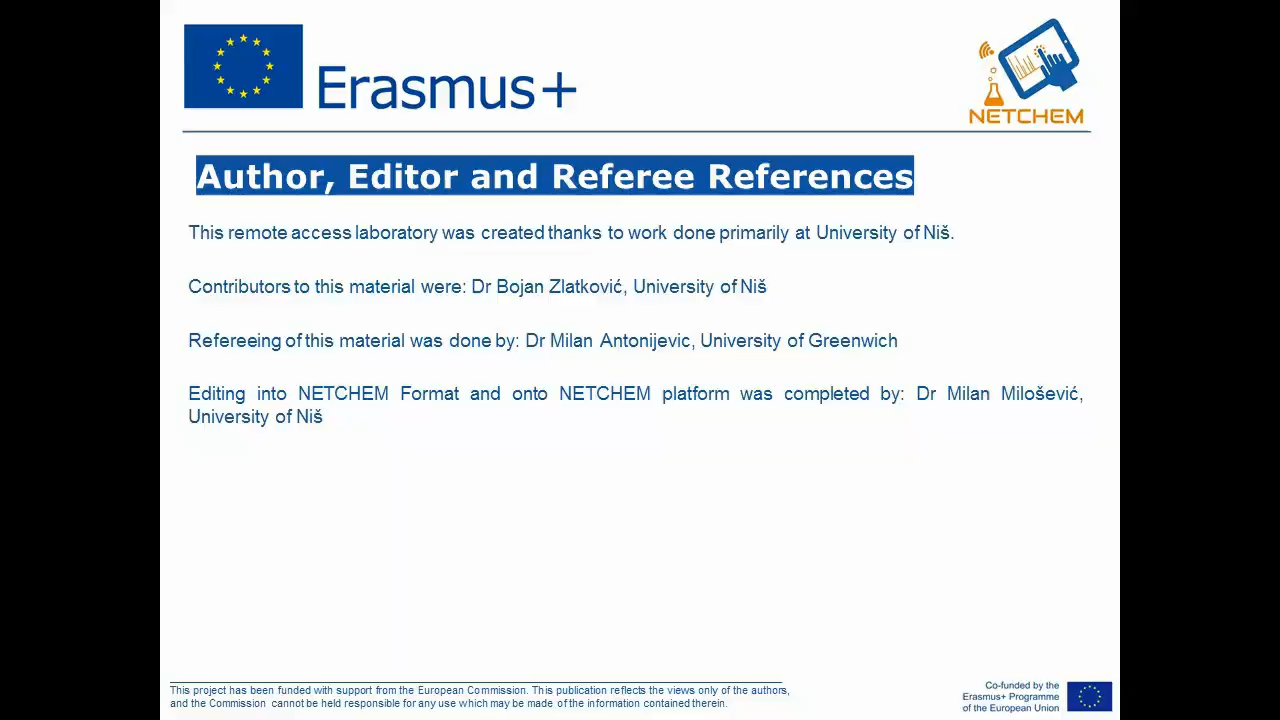 Erasmus+
NETCHEM
Author, Editor and Referee References
This remote access laboratory was created thanks to work done primarily at University of Niš.
Contributors to this material were: Dr Bojan Zlatković, University of Niš
Refereeing of this material was done by: Dr Milan Antonijevic, University of Greenwich
Editing into NETCHEM Format and onto NETCHEM platform was completed by: Dr Milan Milošević,
University of Niš
This project has been funded with support from the European Commission. This publication reflects the views only of the authors,
and the Commission cannot be held responsible for any use which may be made of the information contained therein.
Co-funded by the
Erasmus+ Programme
of the European Union